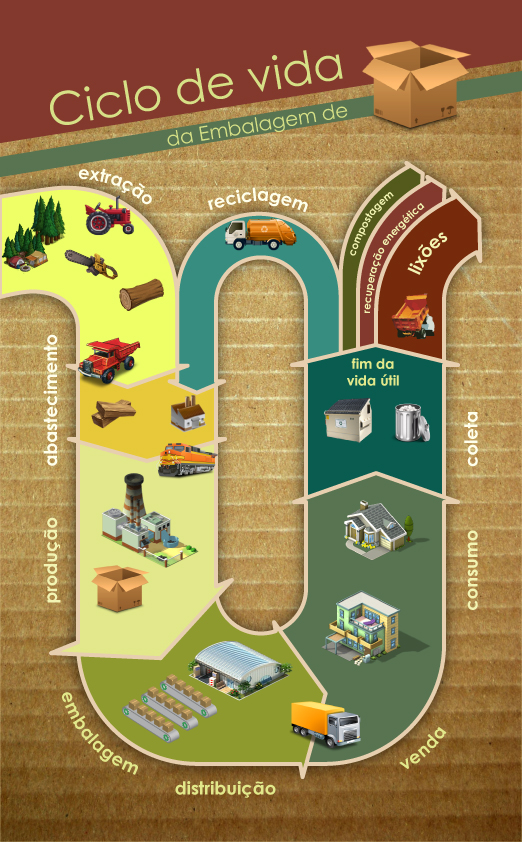 Ciclo de vida
da Embalagem de
extração
reciclagem
compostagem
recuperação energética
lixões
abastecimento
fim da
vida útil
coleta
produção
consumo
embalagem
distribuição
venda